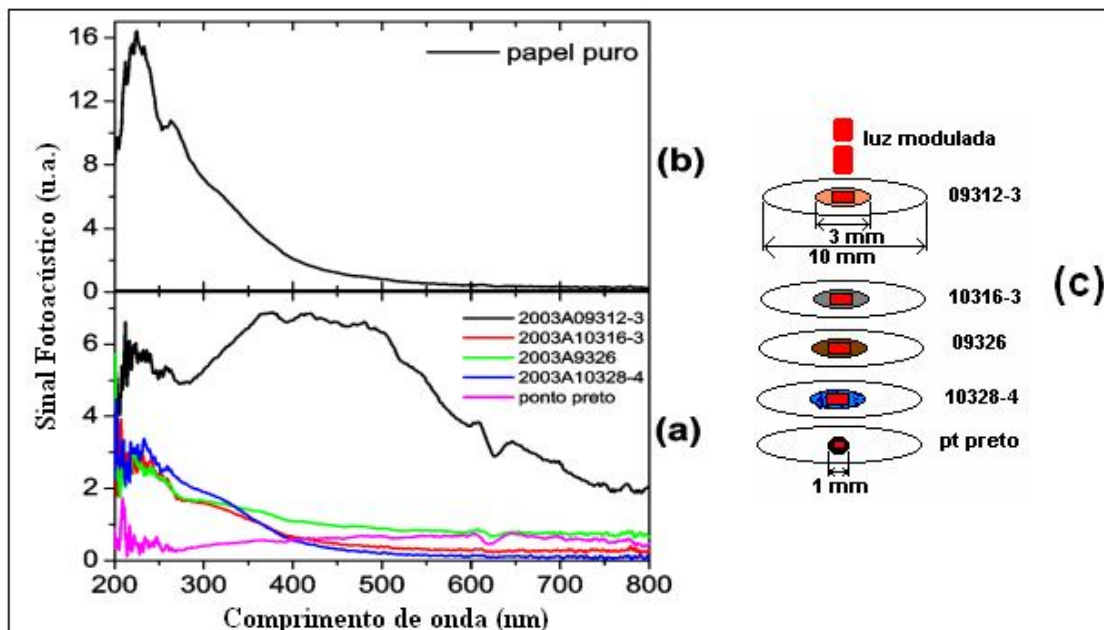 Sinal Fotoacústico (u.a.)
16
12
8
4
0
papel puro
(b)
6
4
2
0
2003A09312-3
2003A10316-3
2003A9326
2003A10328-4
ponto preto
(a)
200 300 400 500 600 700 800
Comprimento de onda (nm)
luz modulada
09312-3
3 mm
10 mm
10316-3
(c)
09326
10328-4
pt preto
1 mm